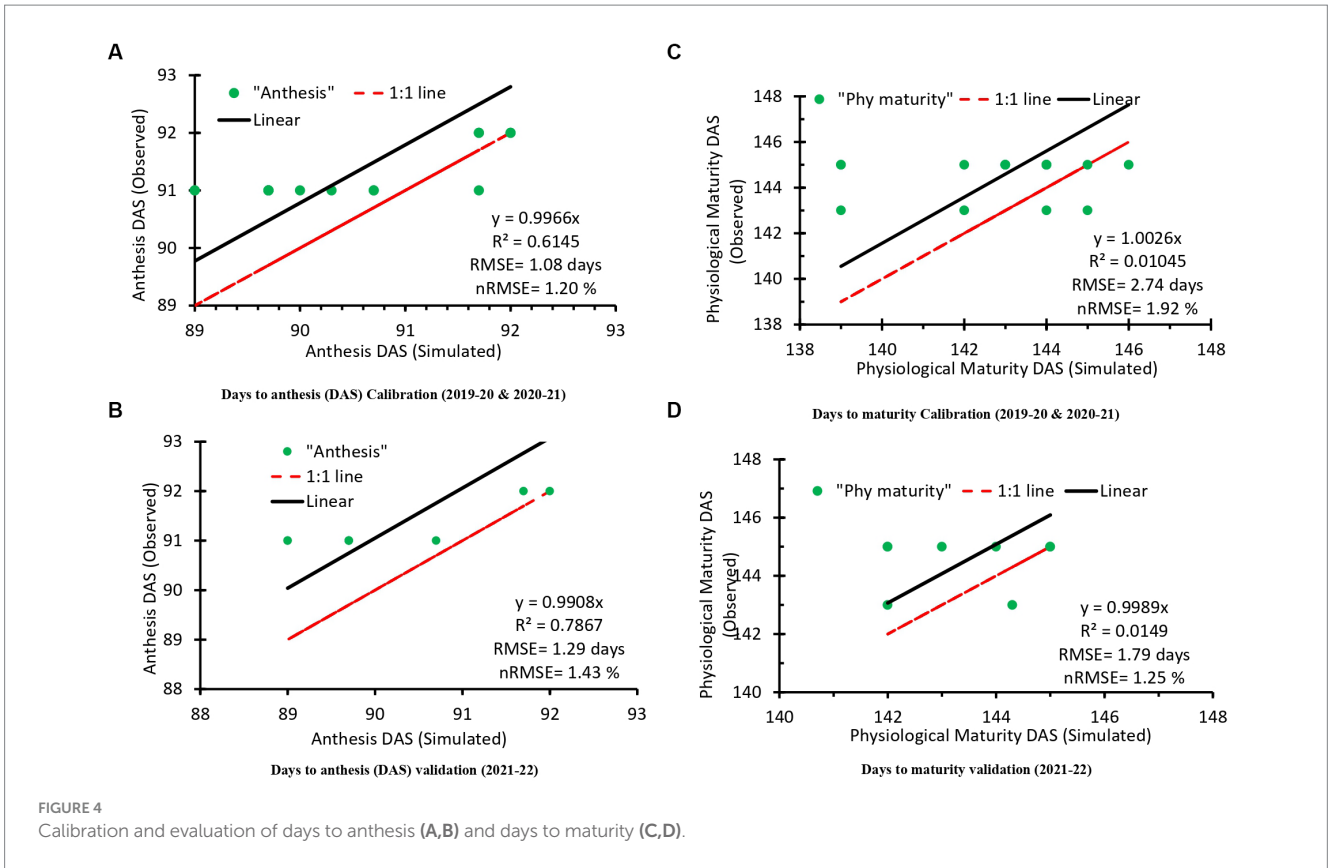 A
93
92
91
90
89
Anthesis DAS (Observed)
"Anthesis"
1:1 line
Linear
y = 0.9966x
R² = 0.6145
RMSE= 1.08 days
nRMSE= 1.20 %
89 90 91 92 93
Anthesis DAS (Simulated)
Days to anthesis (DAS) Calibration (2019-20 & 2020-21)
B
93
92
91
90
89
88
Anthesis DAS (Observed)
"Anthesis"
1:1 line
Linear
y = 0.9908x
R² = 0.7867
RMSE= 1.29 days
nRMSE= 1.43 %
88 89 90 91 92 93
Anthesis DAS (Simulated)
Days to anthesis (DAS) validation (2021-22)
C
148
146
144
142
140
138
Physiological Maturity DAS
(Observed)
"Phy maturity" 1:1 line Linear
y = 1.0026x
R² = 0.01045
RMSE= 2.74 days
nRMSE= 1.92 %
138 140 142 144 146 148
Physiological Maturity DAS (Simulated)
Days to maturity Calibration (2019-20 & 2020-21)
D
148
146
144
142
140
Physiological Maturity DAS
(Observed)
"Phy maturity" 1:1 line Linear
y = 0.9989x
R² = 0.0149
RMSE= 1.79 days
nRMSE= 1.25 %
140 142 144 146 148
Physiological Maturity DAS (Simulated)
Days to maturity validation (2021-22)
FIGURE 4
Calibration and evaluation of days to anthesis (A,B) and days to maturity (C,D).